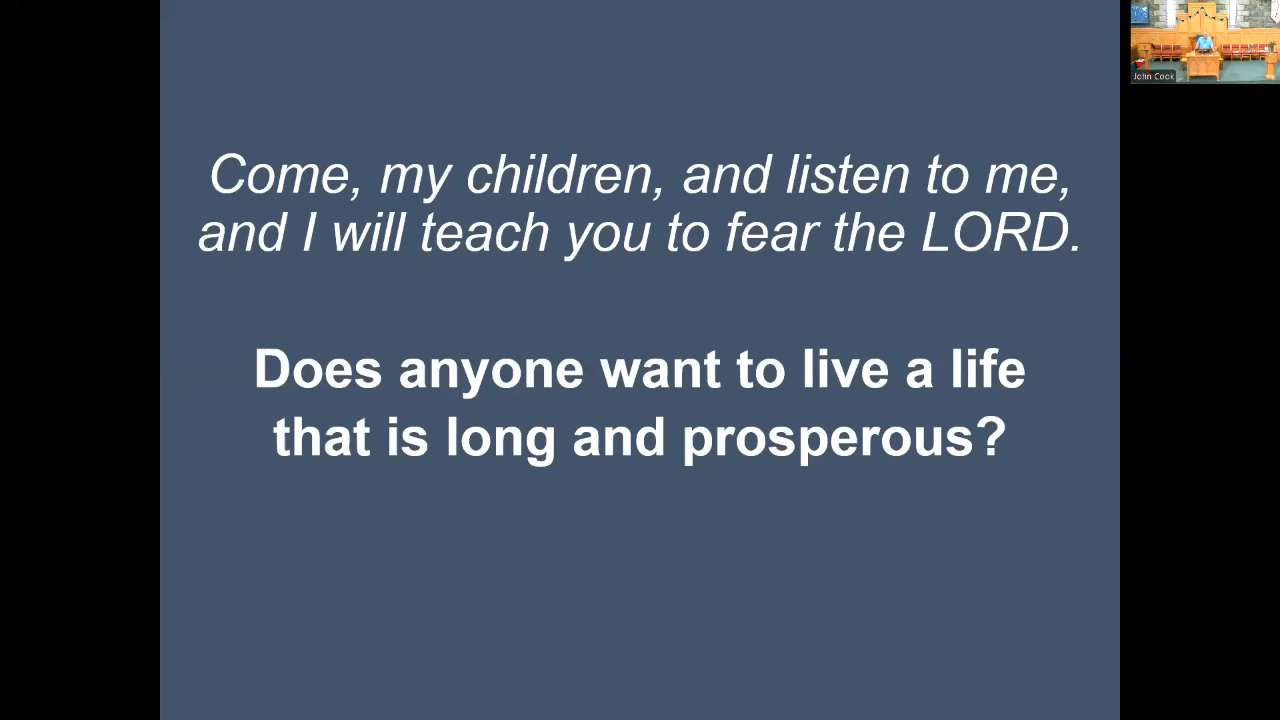 Come, my children, and listen to me,
and I will teach you to fear the LORD.
Does anyone want to live a life
that is long and prosperous?
John Cook